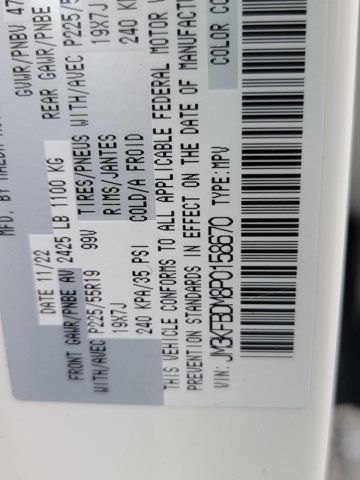 MFD. BY MAZDA
DATE 11/22 GVWR/PNBV 47
FRONT GAWR/PNBE AV 2425 LB 1100 KG REAR GAWR/PNBE
WITH/AVEC P225/55R19 99V TIRES/PNEUS WITH/AVEC P225/5
19X7J RIMS/JANTES 19X7J
240 KPA/35 PSI COLD/A FROID 240 KP
THIS VEHICLE CONFORMS TO ALL APPLICABLE FEDERAL MOTOR V
PREVENTION STANDARDS IN EFFECT ON THE DATE OF MANUFACT
VIN: JM3KFBDM8P0158670 TYPE: MPV COLOR CO